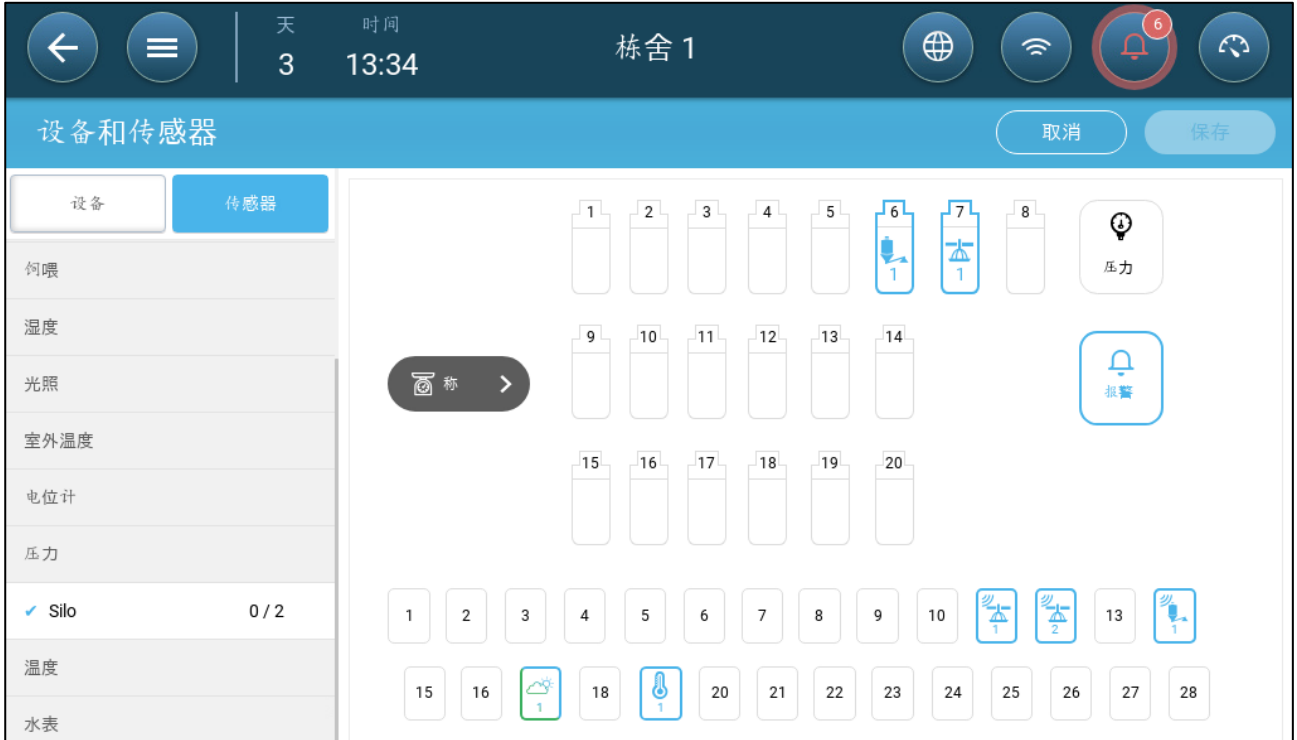 天 时间
3 13:34
栋舍 1
6
设备和传感器
取消 保存
设备 传感器
饲喂
湿度
光照
室外温度
电位计
压力
Silo 0 / 2
温度
水表
1 2 3 4 5 6 7 8
1 1
压力
称
9 10 11 12 13 14
报警
15 16 17 18 19 20
1 2 3 4 5 6 7 8 9 10 1 2 13 1
15 16 1 18 1 20 21 22 23 24 25 26 27 28